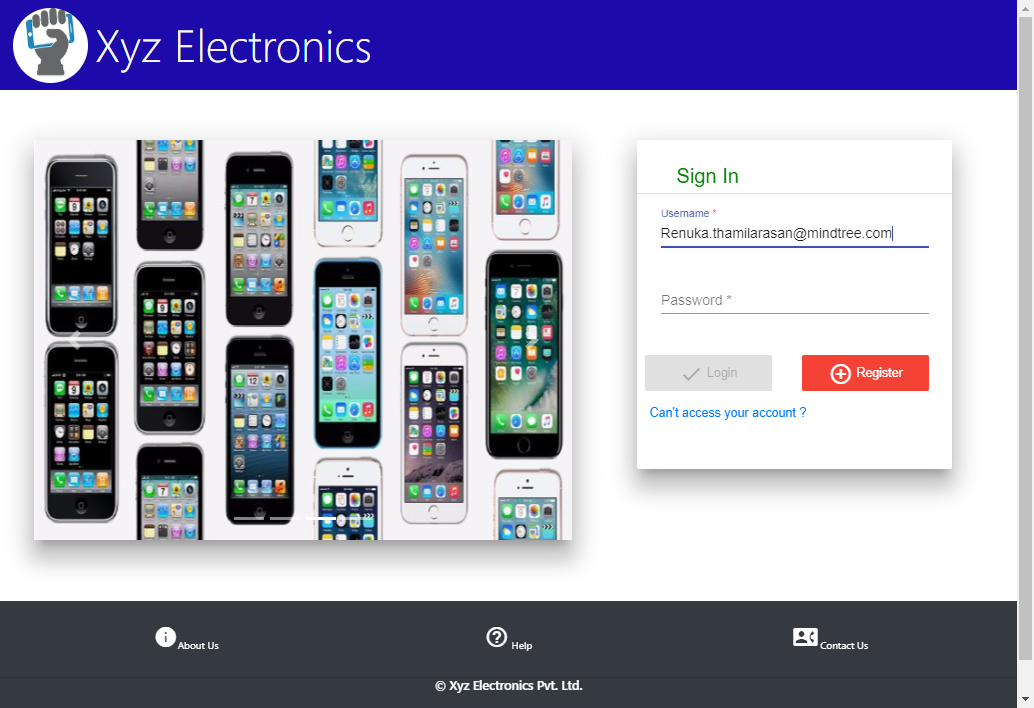 Xyz Electronics
Sign In
Username *
Renuka.thamilarasan@mindtree.com
Password *
Login
Register
Can't access your account ?
About Us
Help
Contact Us
© Xyz Electronics Pvt. Ltd.